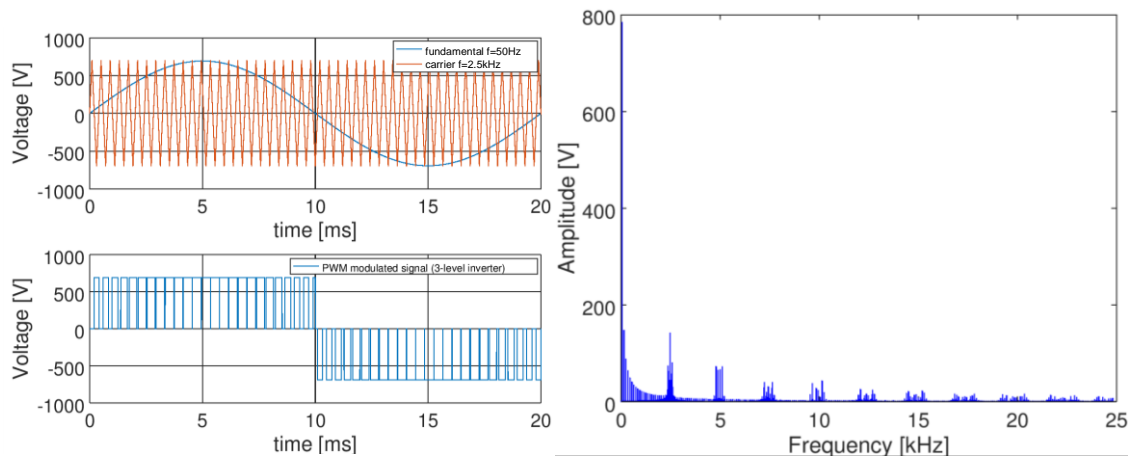 1000
500
0
-500
-1000
Voltage [V]
fundamental f=50Hz
carrier f=2.5kHz
0 5 10 15 20
time [ms]
1000
500
0
-500
-1000
Voltage [V]
PWM modulated signal (3-level inverter)
0 5 10 15 20
time [ms]
800
600
400
200
0
Amplitude [V]
0 5 10 15 20 25
Frequency [kHz]